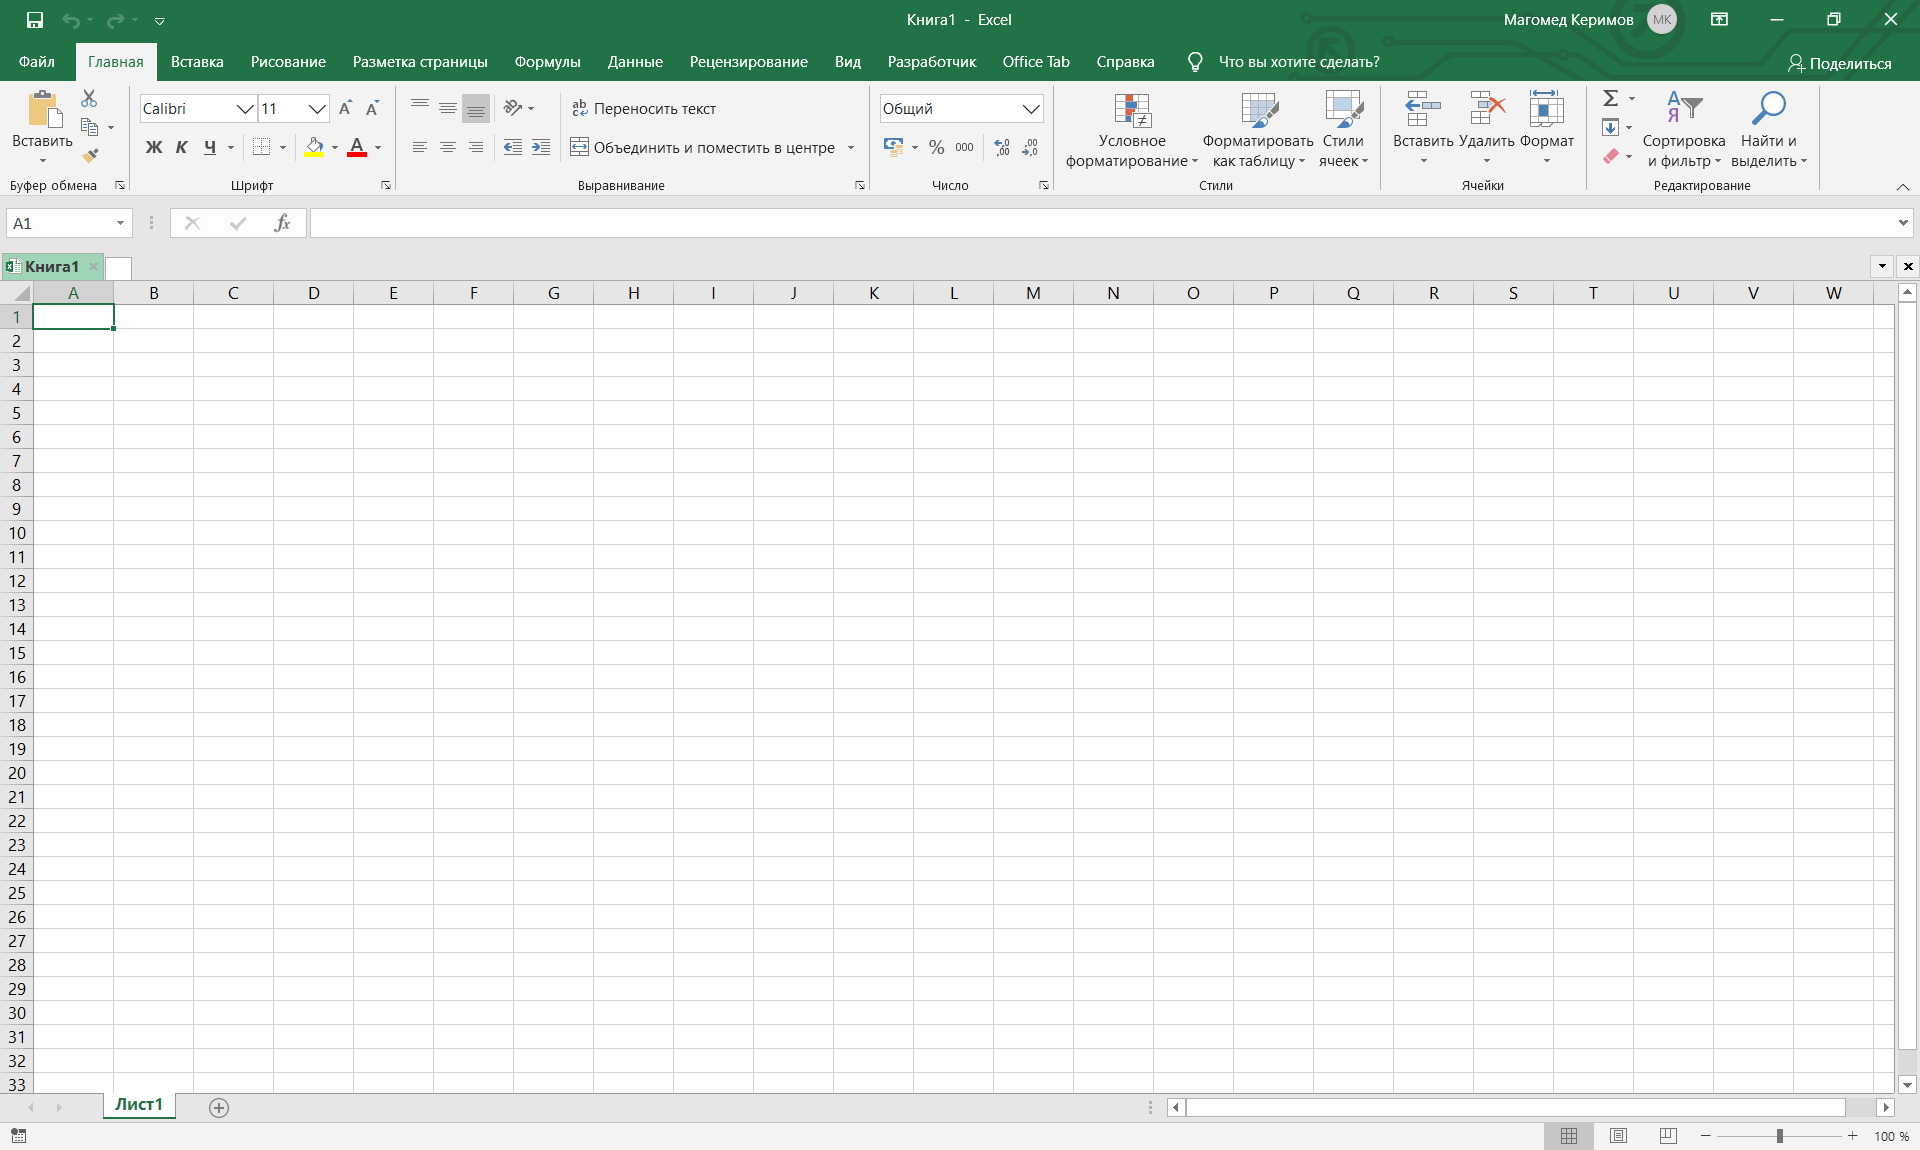 Книга1 - Excel
Магомед Керимов МК
Файл Главная Вставка Рисование Разметка страницы Формулы Данные Рецензирование Вид Разработчик Office Tab Справка Что вы хотите сделать? Поделиться
Calibri 11 Переносить текст Общий
Вставить Ж К Ч А Объединить и поместить в центре % 000
Условное форматирование
Форматировать как таблицу
Стили ячеек
Вставить Удалить Формат
Сортировка и фильтр
Найти и выделить
Буфер обмена Шрифт Выравнивание Число Стили Ячейки Редактирование
A1 fx
Книга1
A B C D E F G H I J K L M N O P Q R S T U V W
1
2
3
4
5
6
7
8
9
10
11
12
13
14
15
16
17
18
19
20
21
22
23
24
25
26
27
28
29
30
31
32
33
Лист1
100 %